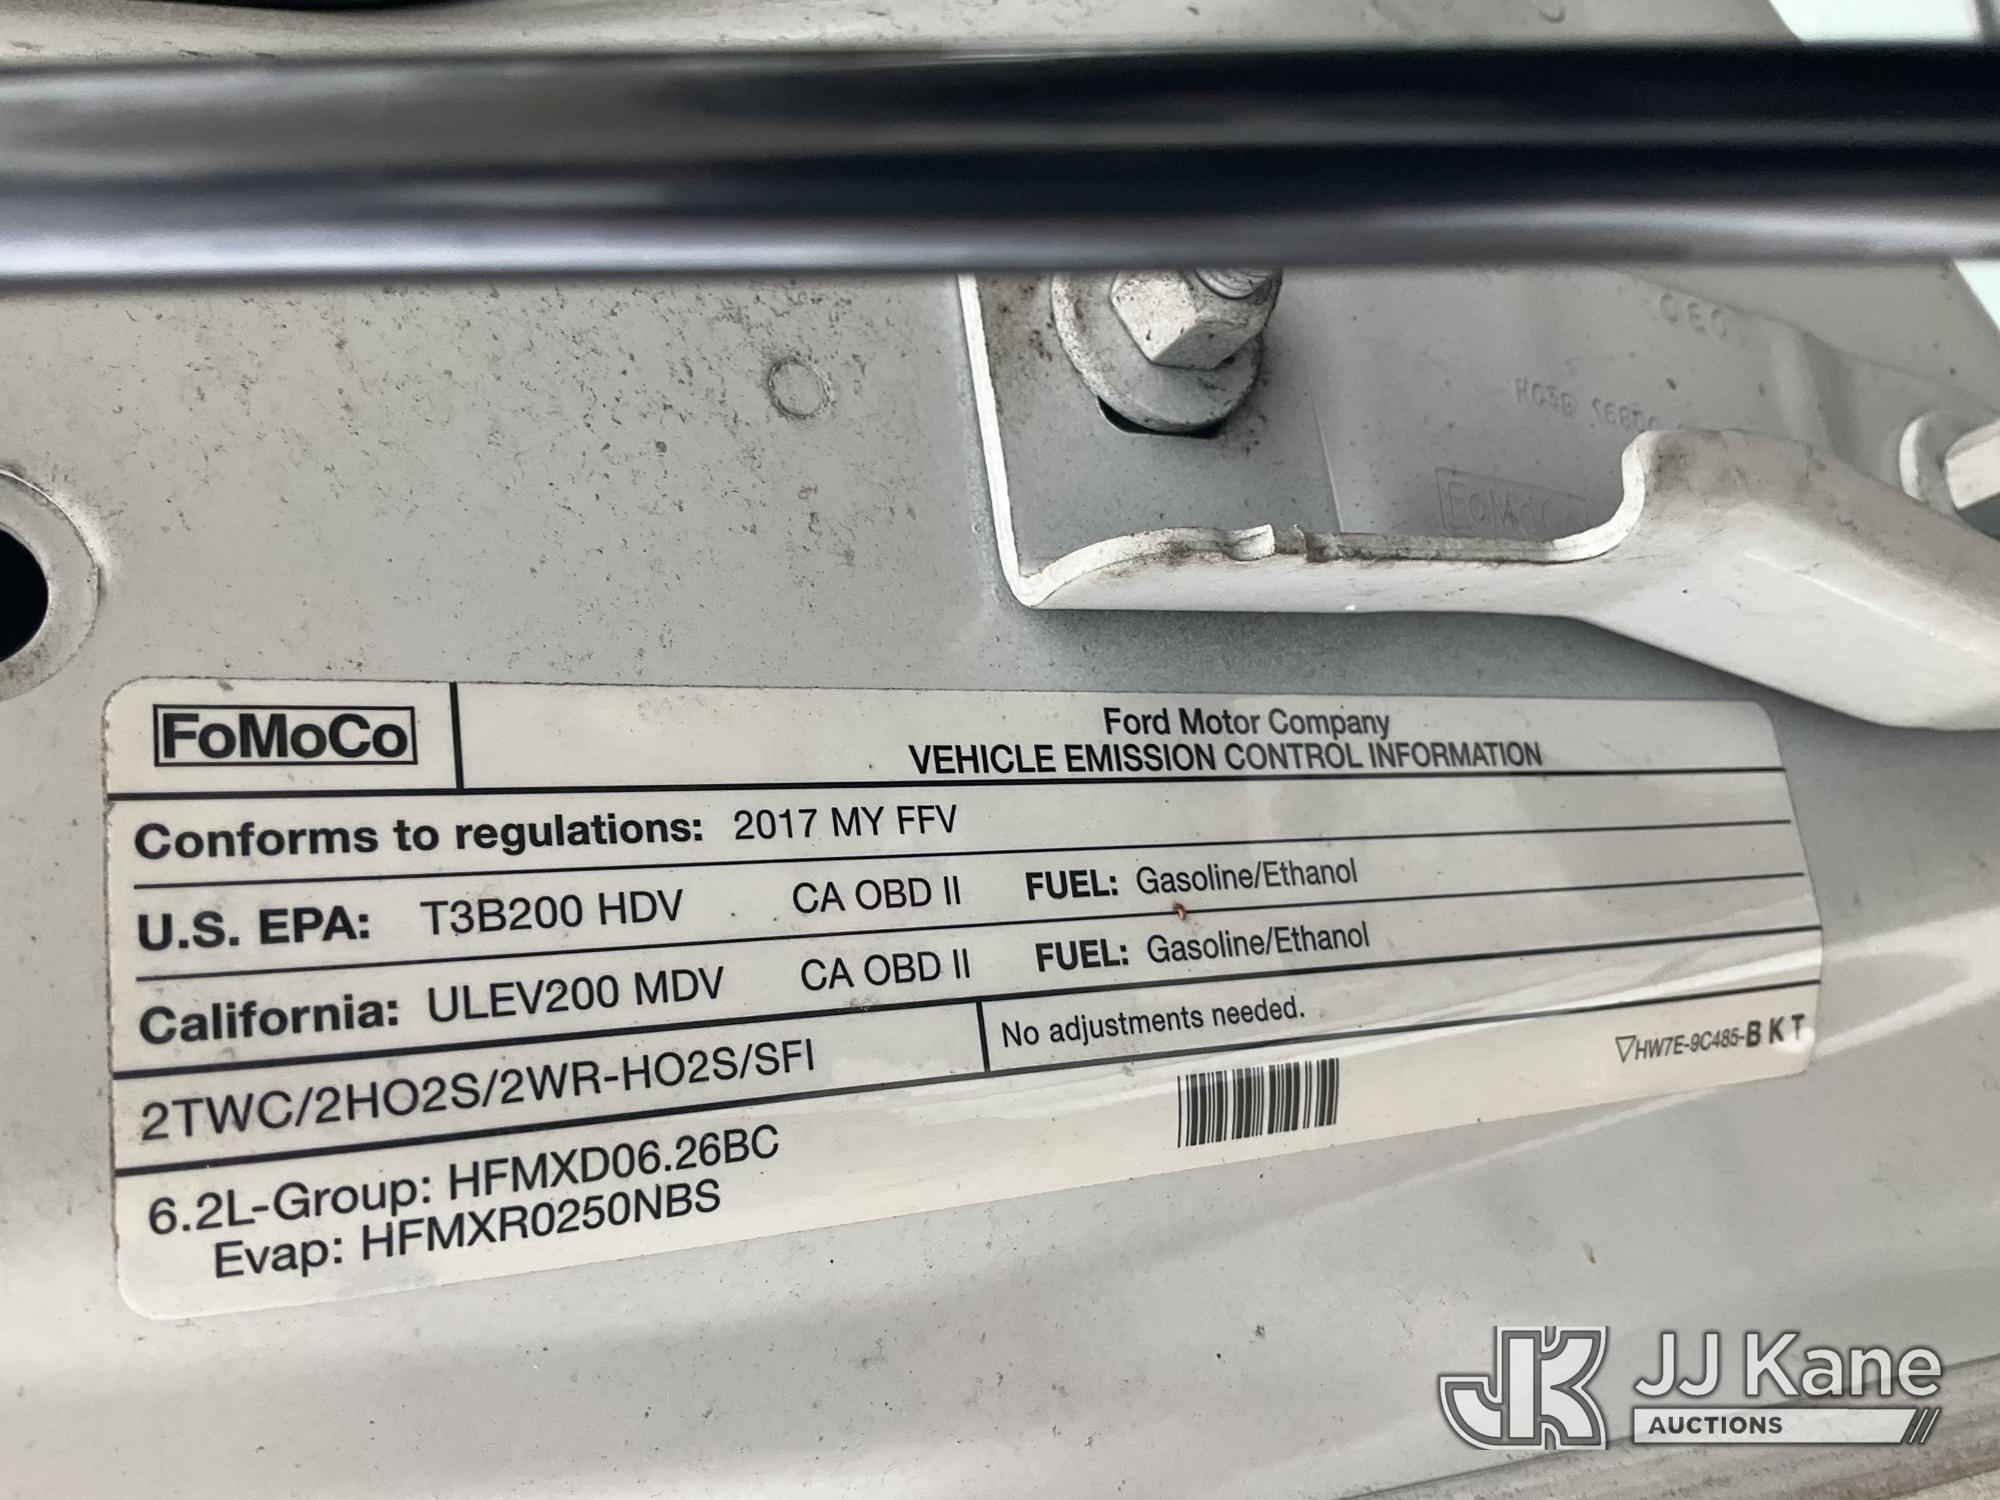 FoMoCo
FoMoCo
Ford Motor Company
VEHICLE EMISSION CONTROL INFORMATION
Conforms to regulations: 2017 MY FFV
U.S. EPA: T3B200 HDV CA OBD II FUEL: Gasoline/Ethanol
California: ULEV200 MDV CA OBD II FUEL: Gasoline/Ethanol
2TWC/2HO2S/2WR-HO2S/SFI No adjustments needed.
6.2L-Group: HFMXD06.26BC
Evap: HFMXR0250NBS
HW7E-9C485-B K T
JK JJ Kane
AUCTIONS